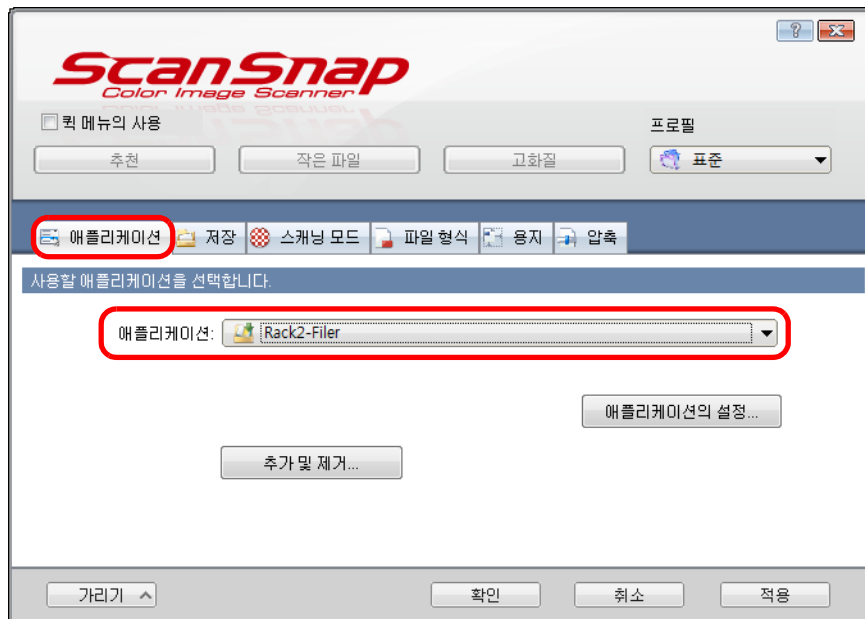 ScanSnap
Color Image Scanner
퀵 메뉴의 사용
프로필
추천
작은 파일
고화질
표준
애플리케이션
저장
스캐닝 모드
파일 형식
용지
압축
사용할 애플리케이션을 선택합니다.
애플리케이션: Rack2-Filer
애플리케이션의 설정...
추가 및 제거...
가리기
확인
취소
적용